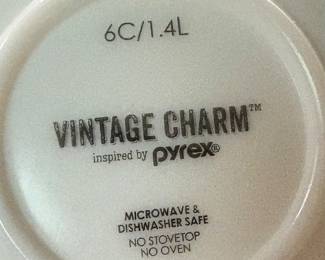 6C/1.4L
VINTAGE CHARM™
inspired by pyrex®
MICROWAVE &
DISHWASHER SAFE
NO STOVETOP
NO OVEN